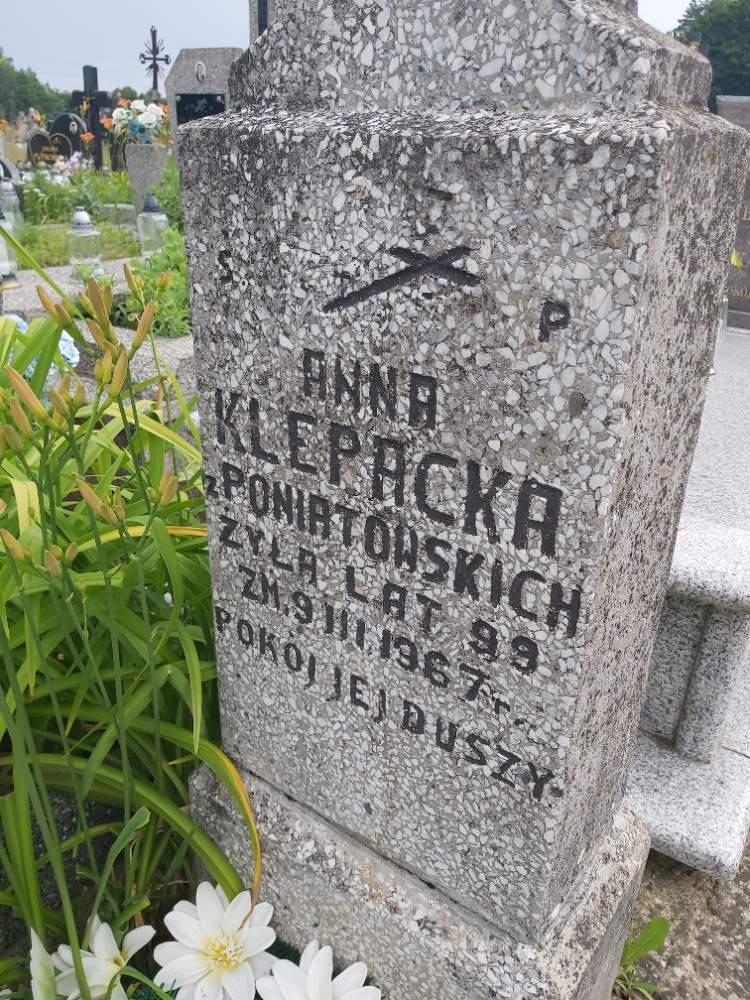 Ś P
ANNA
KLEPACKA
z PONIATOWSKICH
ŻYŁA LAT 99
ZM. 9 III 1967 r.
POKÓJ JEJ DUSZY